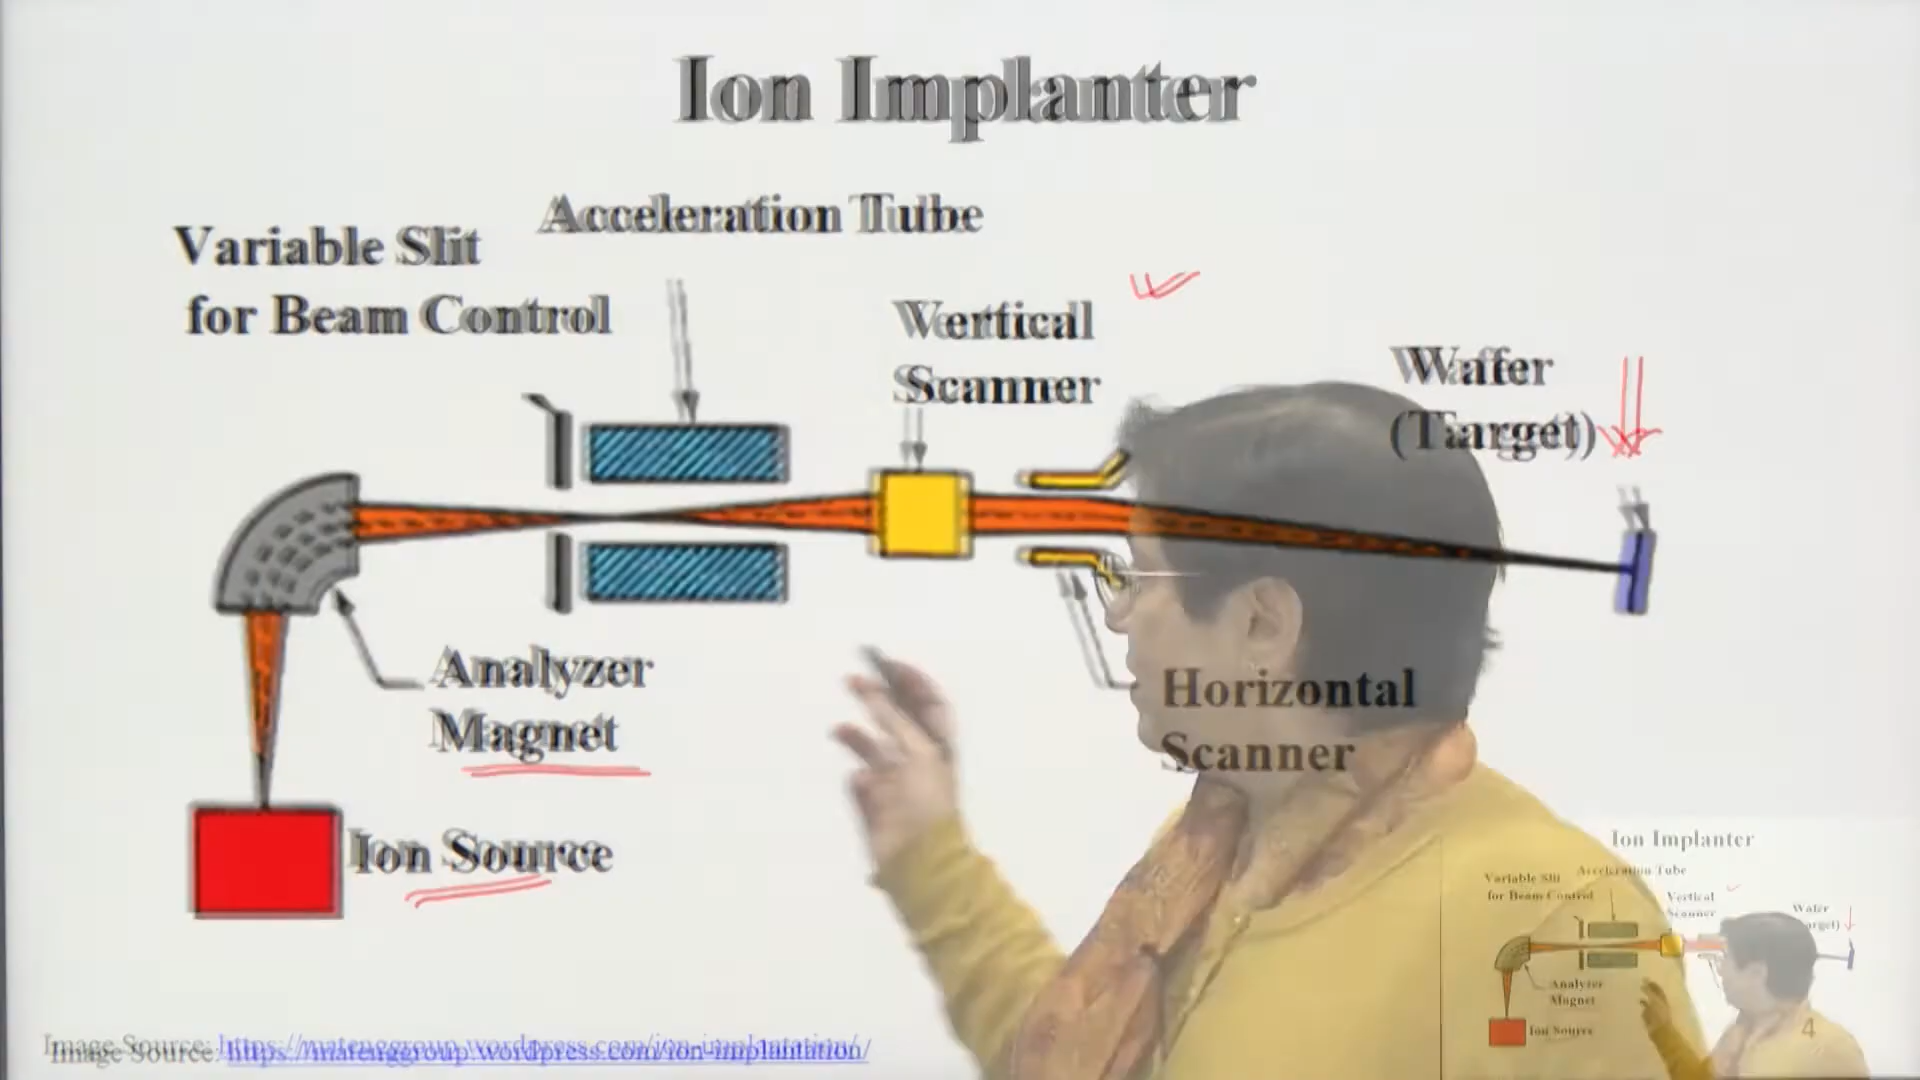 Ion Implanter
Acceleration Tube
Variable Slit
for Beam Control
Vertical
Scanner
Wafer
(Target)
Analyzer
Magnet
Horizontal
Scanner
Ion Source
Image Source: https://matenggroup.wordpress.com/ion-implantation/
Ion Implanter
Acceleration Tube
Variable Slit
for Beam Control
Vertical
Scanner
Wafer
Analyzer
Magnet
Ion Source
4